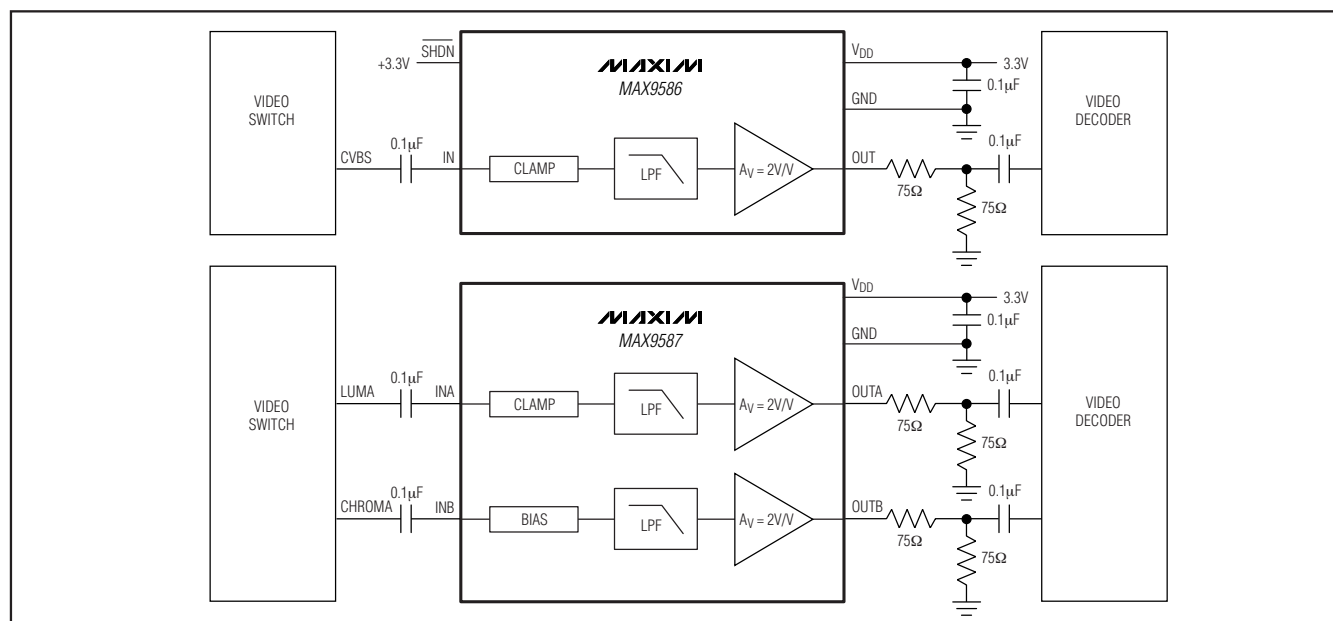 VIDEO
SWITCH
+3.3V
SHDN
MAXIM
MAX9586
VDD
3.3V
0.1μF
GND
VIDEO
DECODER
CVBS
0.1μF
IN
CLAMP
LPF
AV = 2V/V
OUT
75Ω
0.1μF
75Ω
VIDEO
SWITCH
MAXIM
MAX9587
VDD
3.3V
0.1μF
GND
VIDEO
DECODER
LUMA
0.1μF
INA
CLAMP
LPF
AV = 2V/V
OUTA
75Ω
0.1μF
75Ω
CHROMA
0.1μF
INB
BIAS
LPF
AV = 2V/V
OUTB
75Ω
0.1μF
75Ω